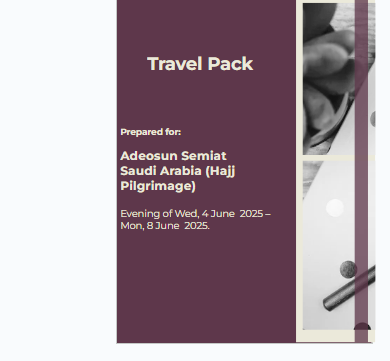 Travel Pack
Prepared for:
Adeosun Semiat
Saudi Arabia (Hajj
Pilgrimage)
Evening of Wed, 4 June  2025 –
Mon, 8 June  2025.